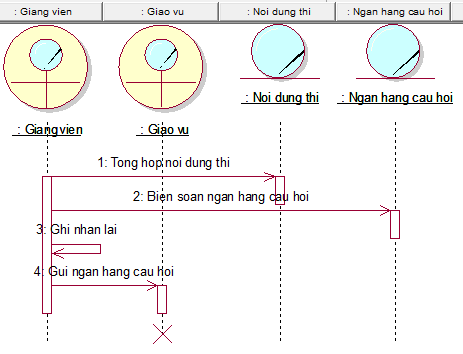 : Giang vien
: Giao vu
: Noi dung thi
: Ngan hang cau hoi
: Noi dung thi
: Ngan hang cau hoi
: Giang vien
: Giao vu
1: Tong hop noi dung thi
2: Bien soan ngan hang cau hoi
3: Ghi nhan lai
4: Gui ngan hang cau hoi